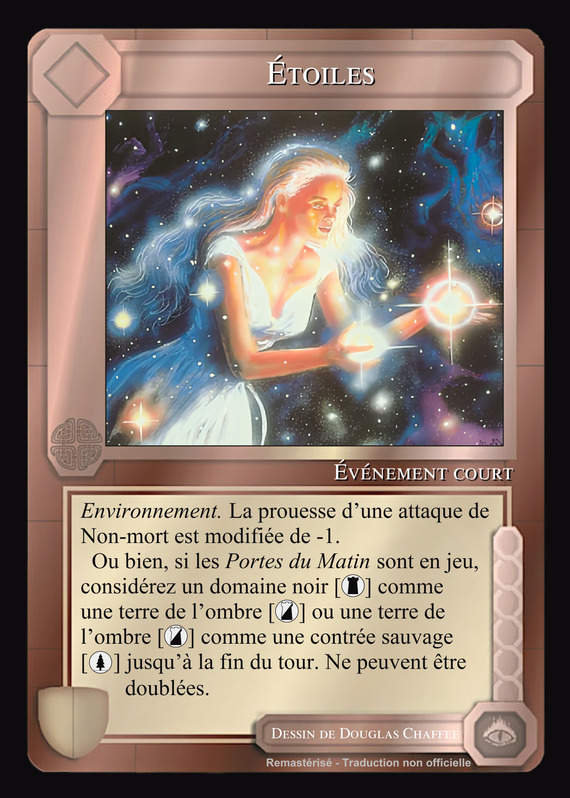 Étoiles
Événement court
Environnement. La prouesse d’une attaque de
Non-mort est modifiée de -1.
Ou bien, si les Portes du Matin sont en jeu,
considérez un domaine noir [ ] comme
une terre de l’ombre [ ] ou une terre de
l’ombre [ ] comme une contrée sauvage
[ ] jusqu’à la fin du tour. Ne peuvent être
doublées.
Dessin de Douglas Chaffee
Remastérisé - Traduction non officielle